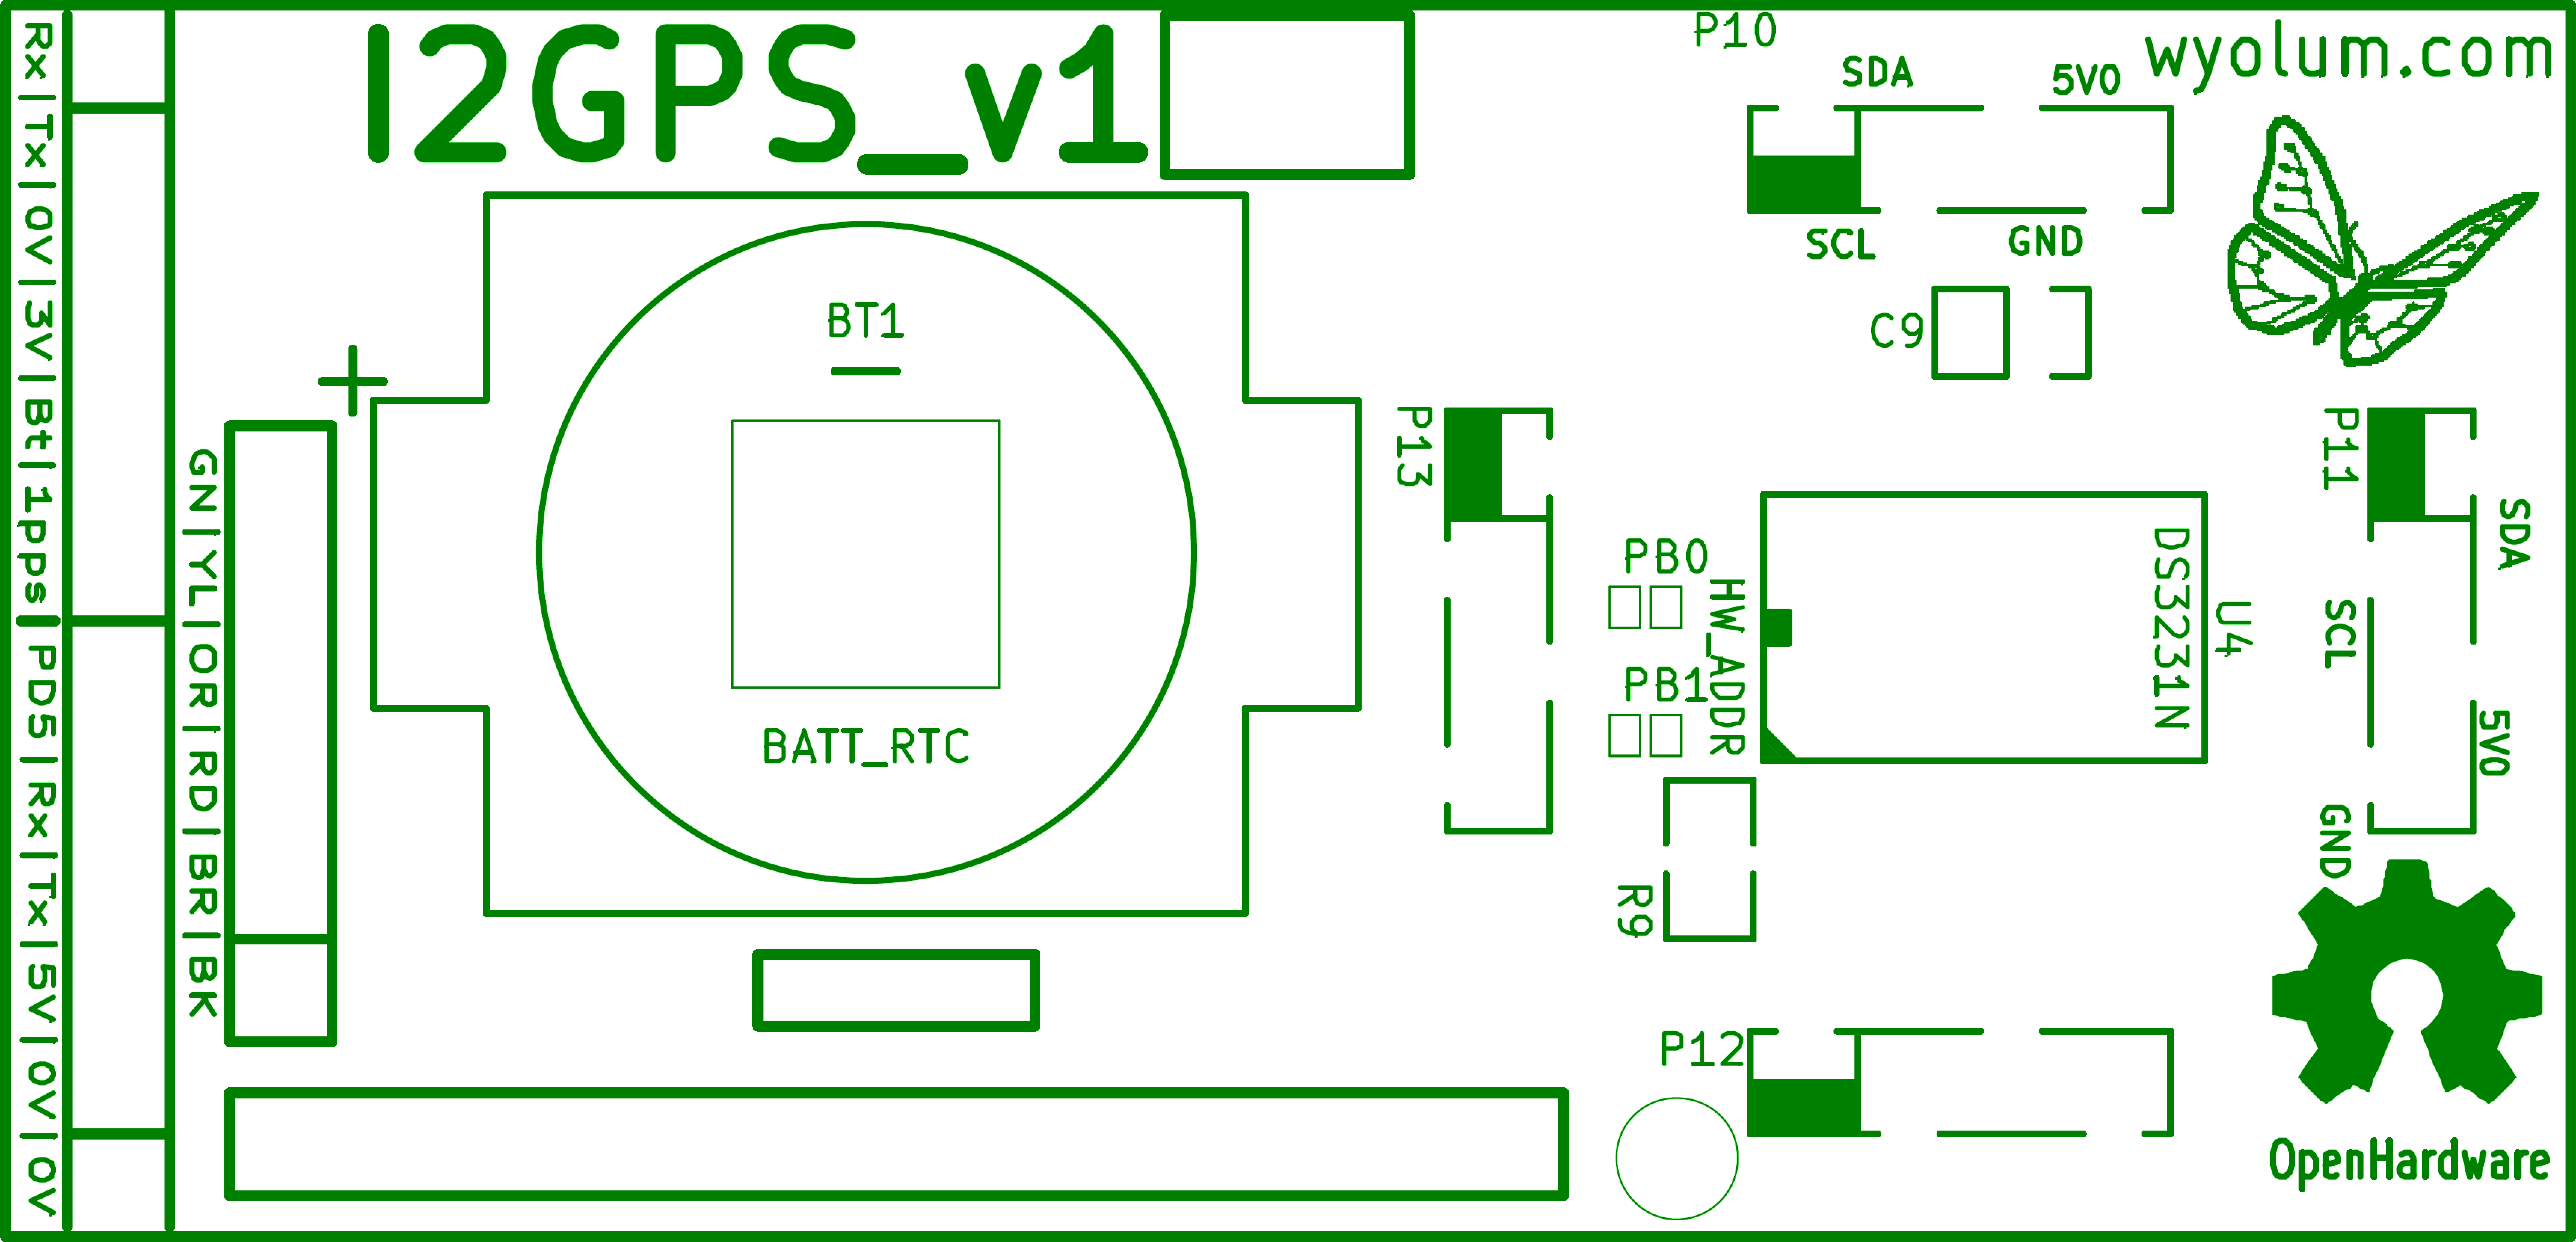 I2GPS_v1
P10
SDA
5V0
wyolum.com
SCL
GND
C9
BT1
+
BATT_RTC
Rx|Tx|0V|3V|Bt|1pps|PD5|Rx|Tx|5V|0V|0V
GN|YL|OR|RD|BR|BK
P13
PB0
PB1
HW_ADDR
DS3231N
U4
P11
SDA
SCL
5V0
GND
R9
P12
OpenHardware